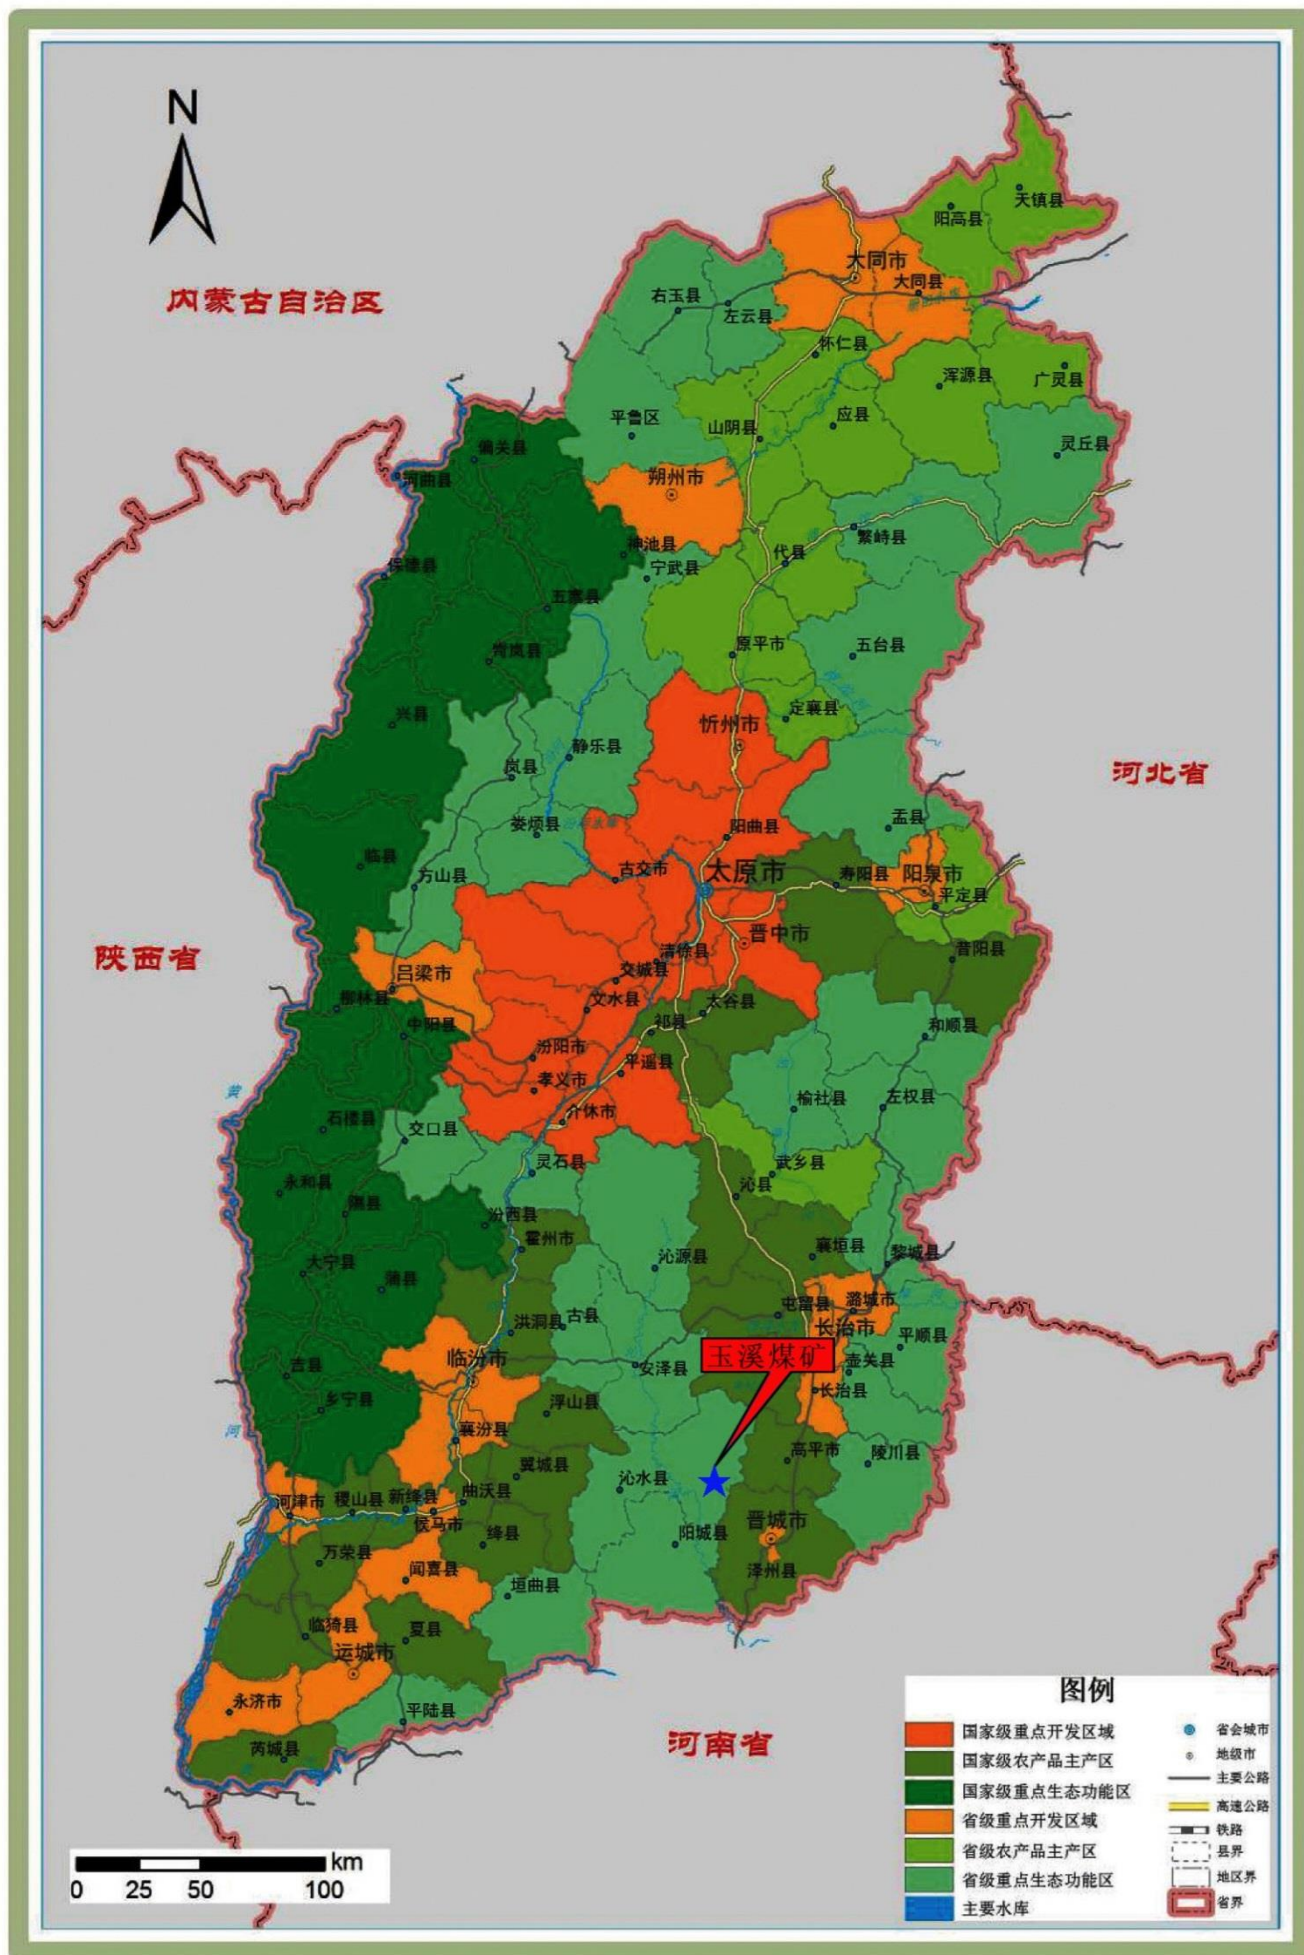 N
内蒙古自治区
天镇县
阳高县
大同市
大同县
右玉县
左云县
怀仁县
浑源县
广灵县
平鲁区
山阴县
应县
灵丘县
偏关县
河曲县
朔州市
神池县
宁武县
代县
繁峙县
保德县
五寨县
岢岚县
原平市
五台县
定襄县
兴县
忻州市
静乐县
岚县
河北省
娄烦县
汾河水库
阳曲县
盂县
临县
方山县
古交市
太原市
寿阳县
阳泉市
平定县
陕西省
吕梁市
清徐县
晋中市
昔阳县
交城县
柳林县
中阳县
文水县
太谷县
祁县
和顺县
汾阳市
平遥县
孝义市
黄
介休市
榆社县
左权县
石楼县
交口县
灵石县
武乡县
永和县
隰县
沁县
汾西县
霍州市
沁源县
襄垣县
黎城县
大宁县
蒲县
屯留县
潞城市
洪洞县
古县
长治市
平顺县
临汾市
玉溪煤矿
安泽县
壶关县
吉县
长治县
乡宁县
浮山县
河
襄汾县
高平市
陵川县
翼城县
沁水县
河津市
稷山县
新绛县
曲沃县
侯马市
晋城市
绛县
阳城县
万荣县
闻喜县
泽州县
垣曲县
临猗县
夏县
运城市
永济市
平陆县
芮城县
河南省
图例
国家级重点开发区域
国家级农产品主产区
国家级重点生态功能区
省级重点开发区域
省级农产品主产区
省级重点生态功能区
主要水库
省会城市
地级市
主要公路
高速公路
铁路
县界
地区界
省界
km
0 25 50 100